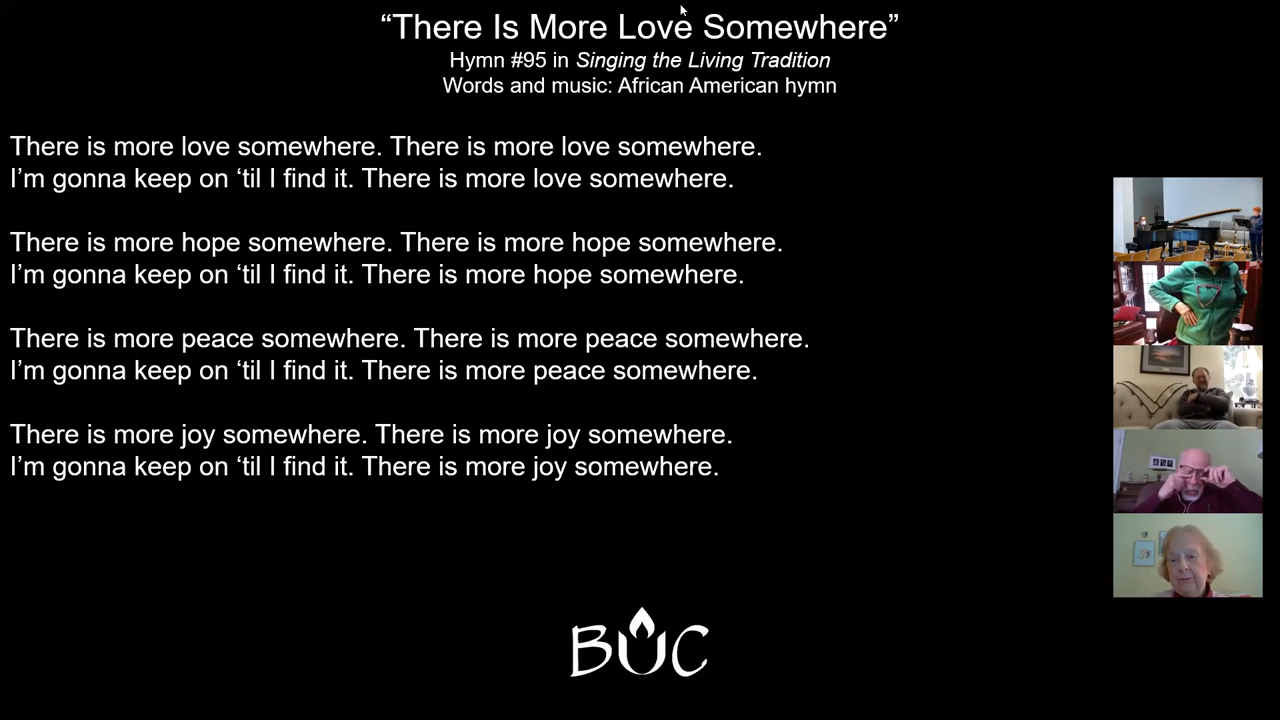 “There Is More Love Somewhere”
Hymn #95 in Singing the Living Tradition
Words and music: African American hymn
There is more love somewhere. There is more love somewhere.
I’m gonna keep on ‘til I find it. There is more love somewhere.
There is more hope somewhere. There is more hope somewhere.
I’m gonna keep on ‘til I find it. There is more hope somewhere.
There is more peace somewhere. There is more peace somewhere.
I’m gonna keep on ‘til I find it. There is more peace somewhere.
There is more joy somewhere. There is more joy somewhere.
I’m gonna keep on ‘til I find it. There is more joy somewhere.
BUC